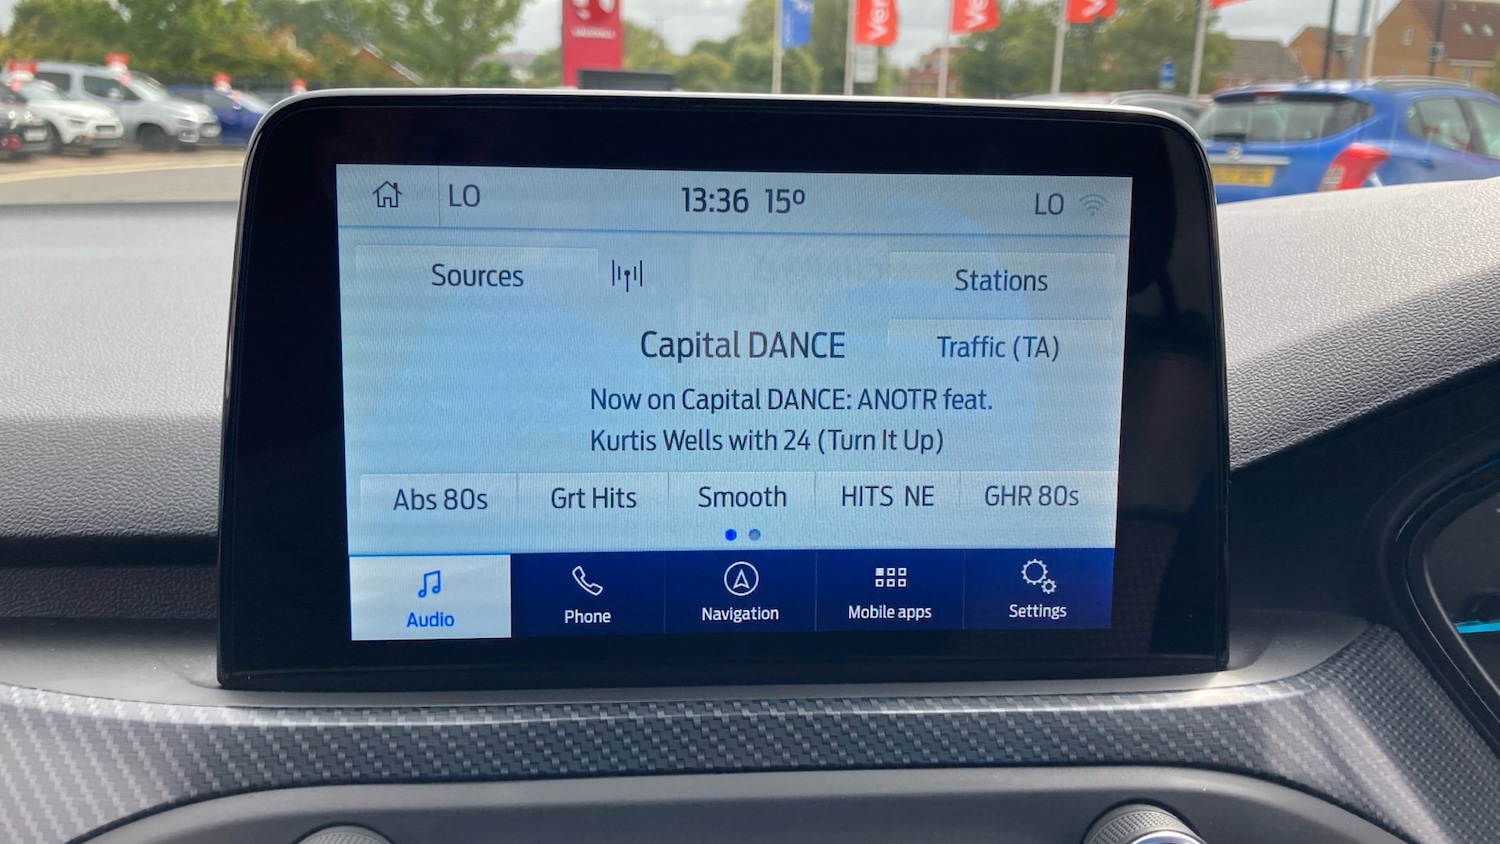 VAUXHALL
LO
13:36 15º
LO
Sources
Stations
Capital DANCE
Traffic (TA)
Now on Capital DANCE: ANOTR feat.
Kurtis Wells with 24 (Turn It Up)
Abs 80s
Grt Hits
Smooth
HITS NE
GHR 80s
Audio
Phone
Navigation
Mobile apps
Settings